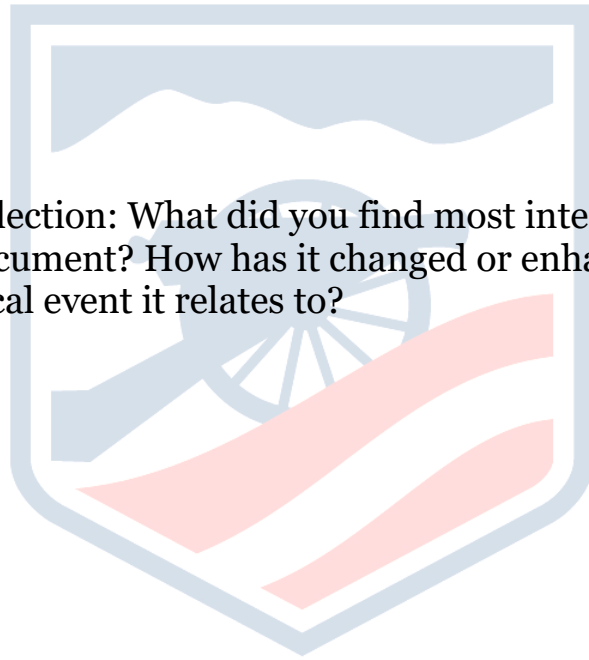 lection: What did you find most inte
cument? How has it changed or enha
cal event it relates to?